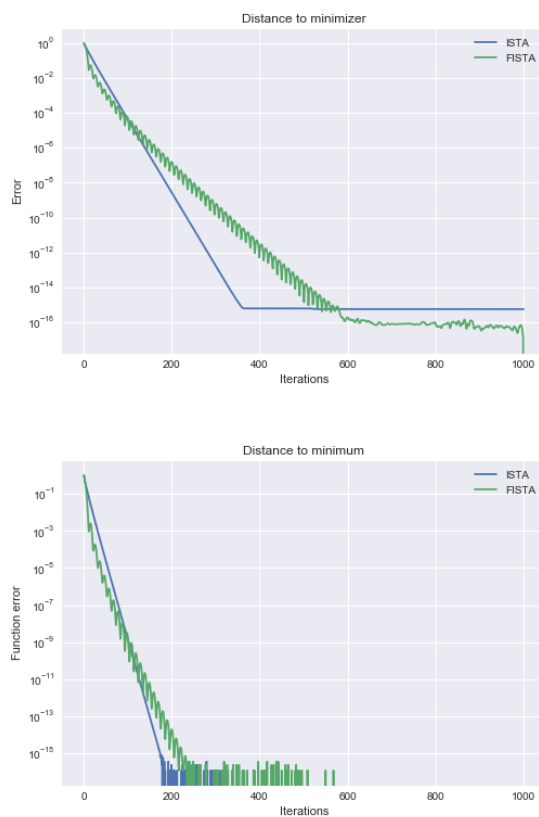 Distance to minimizer
ISTA
FISTA
10^0
10^-2
10^-4
10^-6
10^-8
10^-10
10^-12
10^-14
10^-16
Error
0 200 400 600 800 1000
Iterations
Distance to minimum
ISTA
FISTA
10^-1
10^-3
10^-5
10^-7
10^-9
10^-11
10^-13
10^-15
Function error
0 200 400 600 800 1000
Iterations